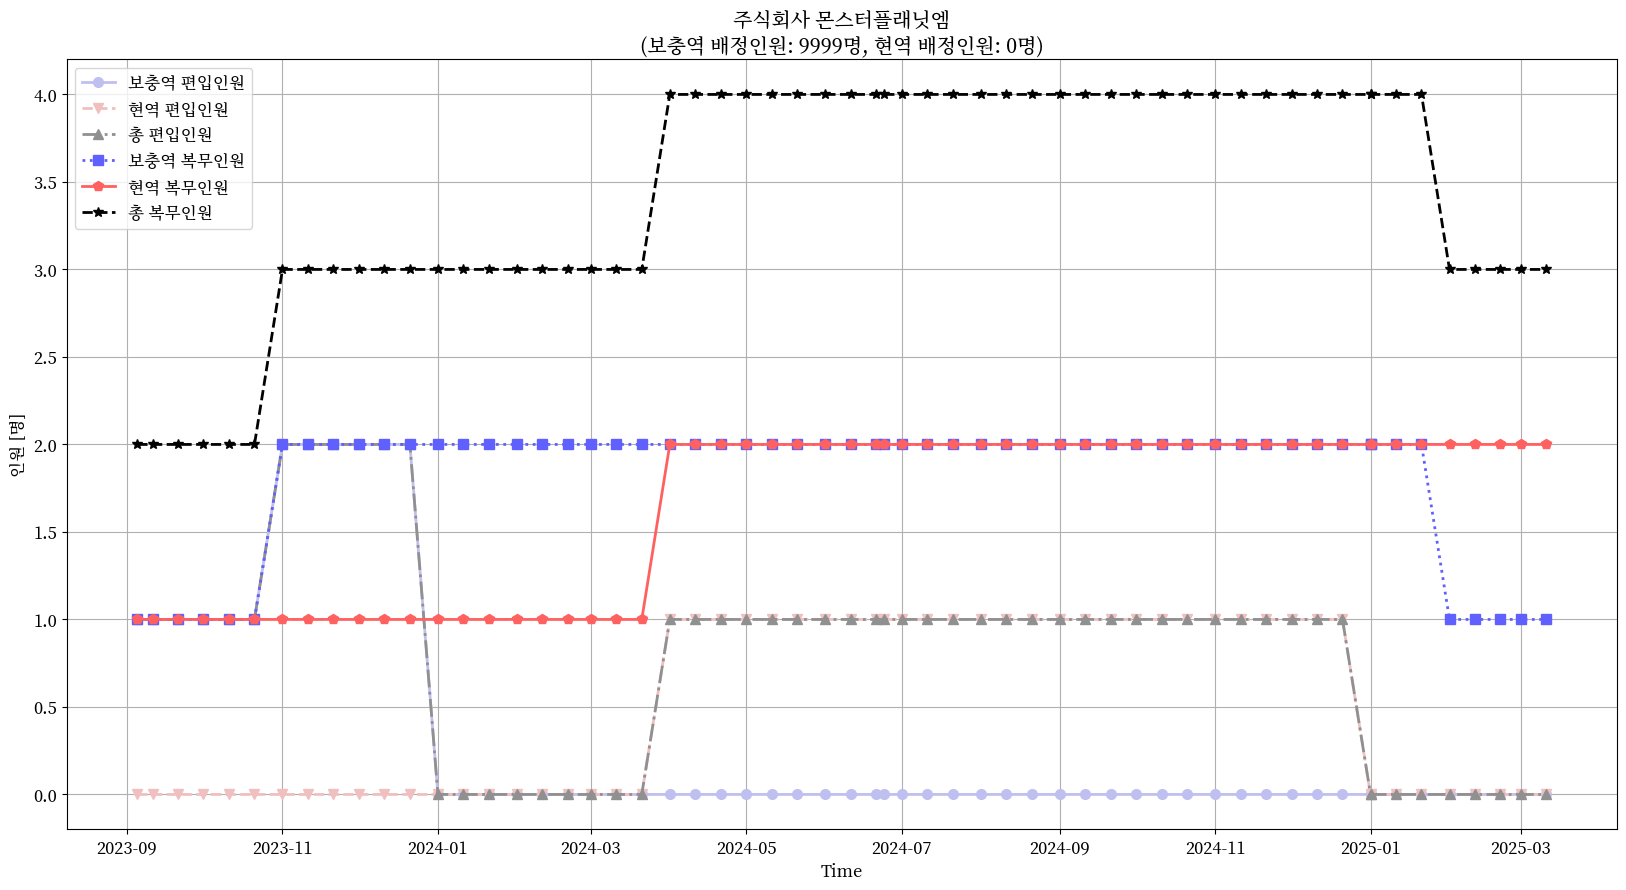 주식회사 몬스터플래닛엠
(보충역 배정인원: 9999명, 현역 배정인원: 0명)
보충역 편입인원
현역 편입인원
총 편입인원
보충역 복무인원
현역 복무인원
총 복무인원
4.0
3.5
3.0
2.5
2.0
1.5
1.0
0.5
0.0
인원 [명]
2023-09
2023-11
2024-01
2024-03
2024-05
2024-07
2024-09
2024-11
2025-01
2025-03
Time